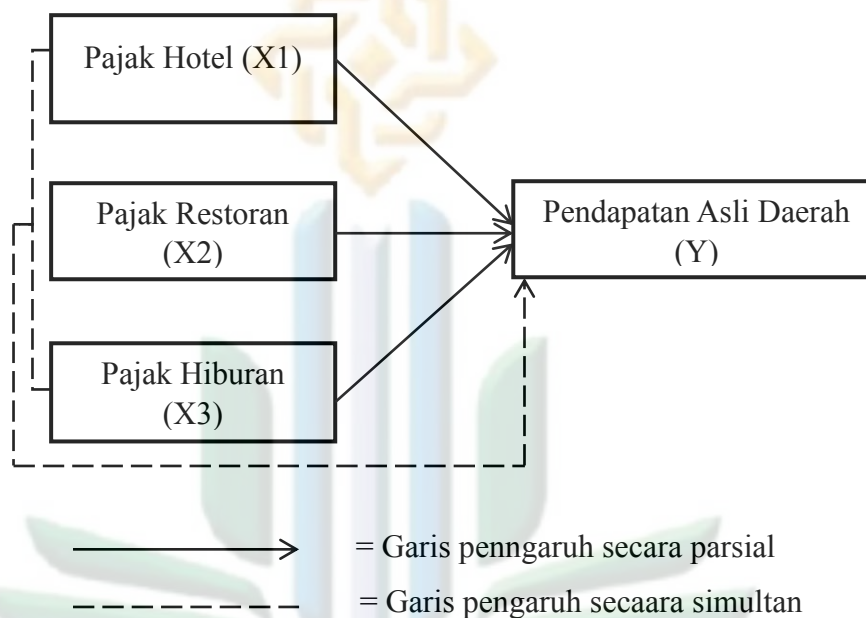 Pajak Hotel (X1)
Pajak Restoran
(X2)
Pajak Hiburan
(X3)
Pendapatan Asli Daerah
(Y)
= Garis penngaruh secara parsial
= Garis pengaruh secaara simultan